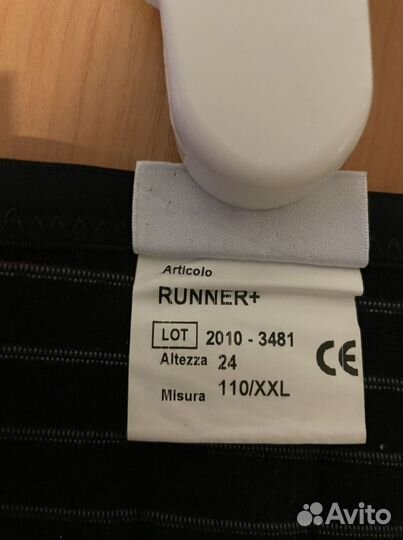 Articolo
RUNNER+
LOT 2010 - 3481
Altezza 24
Misura 110/XXL
CE
Avito